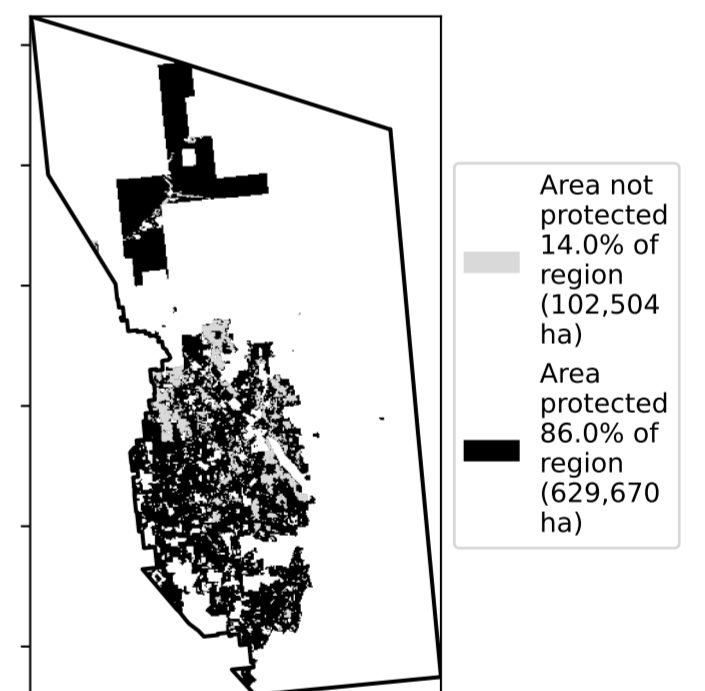 Area not
protected
14.0% of
region
(102,504
ha)
Area
protected
86.0% of
region
(629,670
ha)